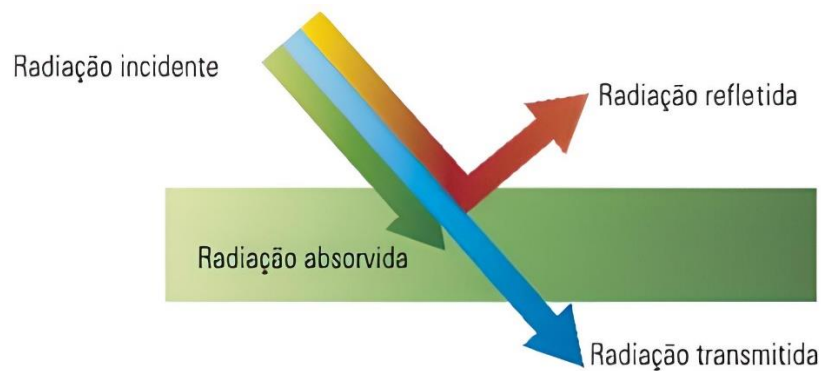 Radiação incidente
Radiação refletida
Radiação absorvida
Radiação transmitida